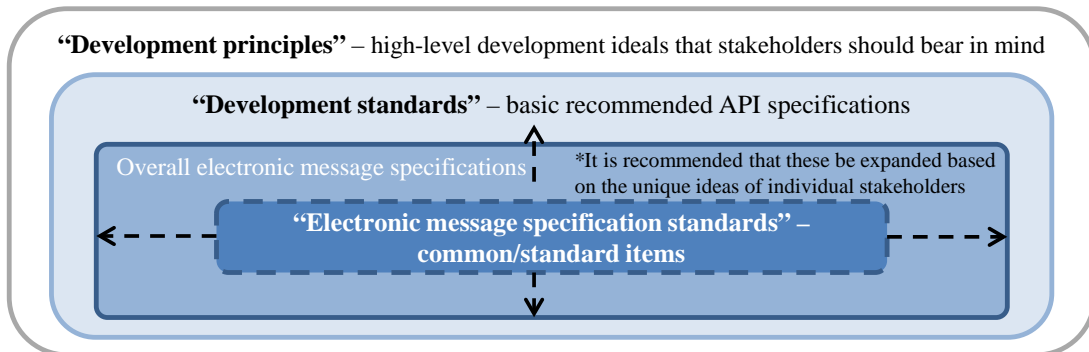 “Development principles” – high-level development ideals that stakeholders should bear in mind
“Development standards” – basic recommended API specifications
Overall electronic message specifications
*It is recommended that these be expanded based
on the unique ideas of individual stakeholders
“Electronic message specification standards” –
common/standard items